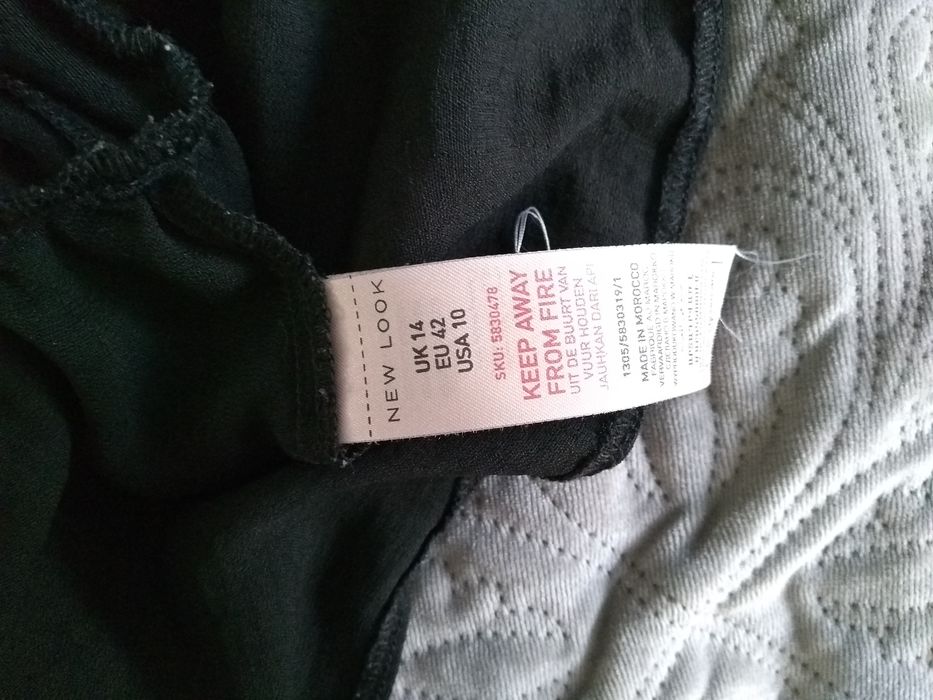 NEW LOOK
UK 14
EU 42
USA 10
SKU: 5830478
KEEP AWAY
FROM FIRE
UIT DE BUURT VAN
VUUR HOUDEN
JAUHKAN DARI API
1305/5830319/1
MADE IN MOROCCO